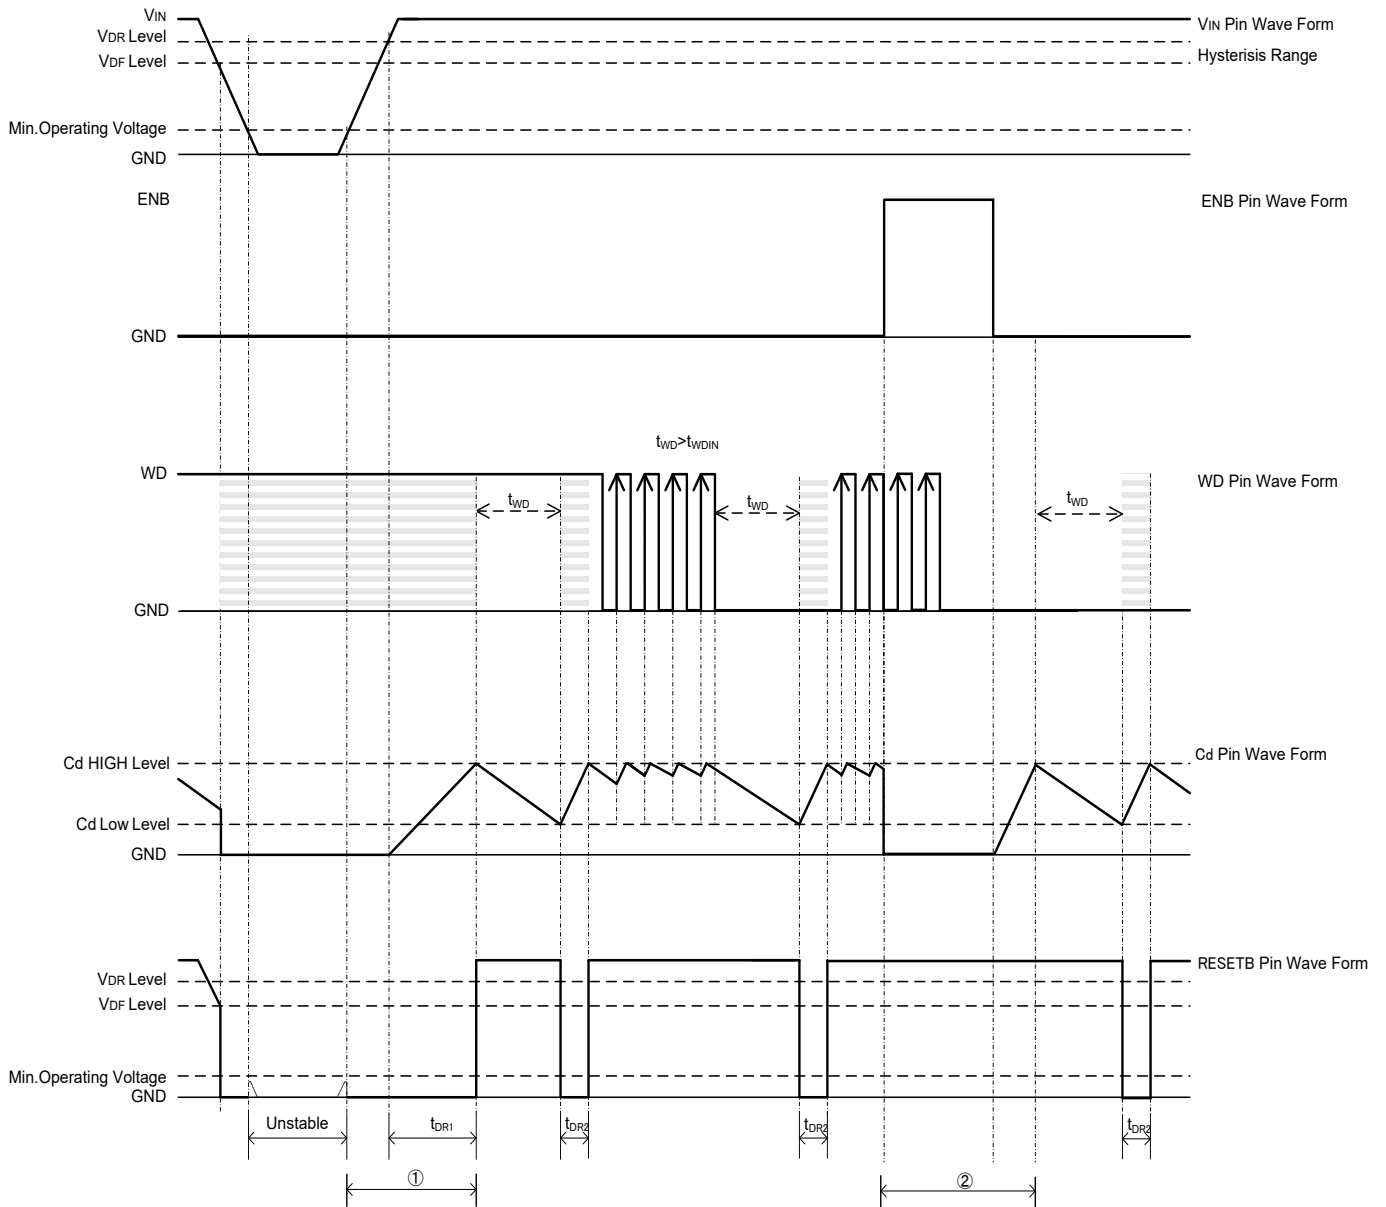 VIN
VIN Pin Wave Form
VDR Level
Hysterisis Range
VDF Level
Min.Operating Voltage
GND
ENB
ENB Pin Wave Form
GND
tWD>tWDIN
WD
WD Pin Wave Form
tWD
tWD
tWD
GND
Cd Pin Wave Form
Cd HIGH Level
Cd Low Level
GND
RESETB Pin Wave Form
VDR Level
VDF Level
Min.Operating Voltage
GND
Unstable
tDR1
tDR2
tDR2
tDR2
①
②